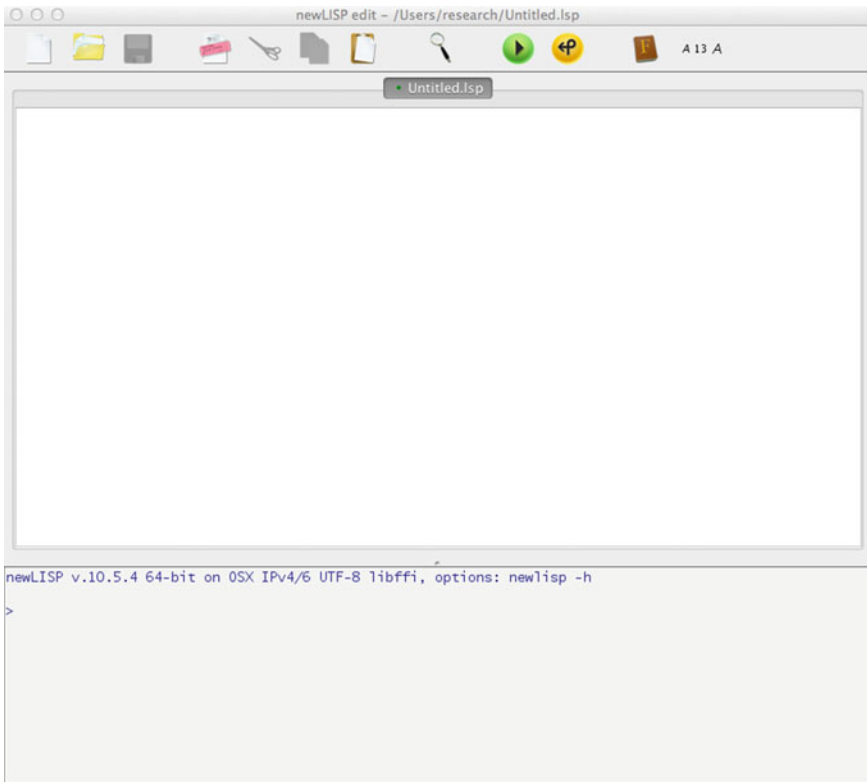 newLISP edit – /Users/research/Untitled.lsp
F
A 13 A
• Untitled.lsp
newLISP v.10.5.4 64-bit on OSX IPv4/6 UTF-8 libffi, options: newlisp -h
>